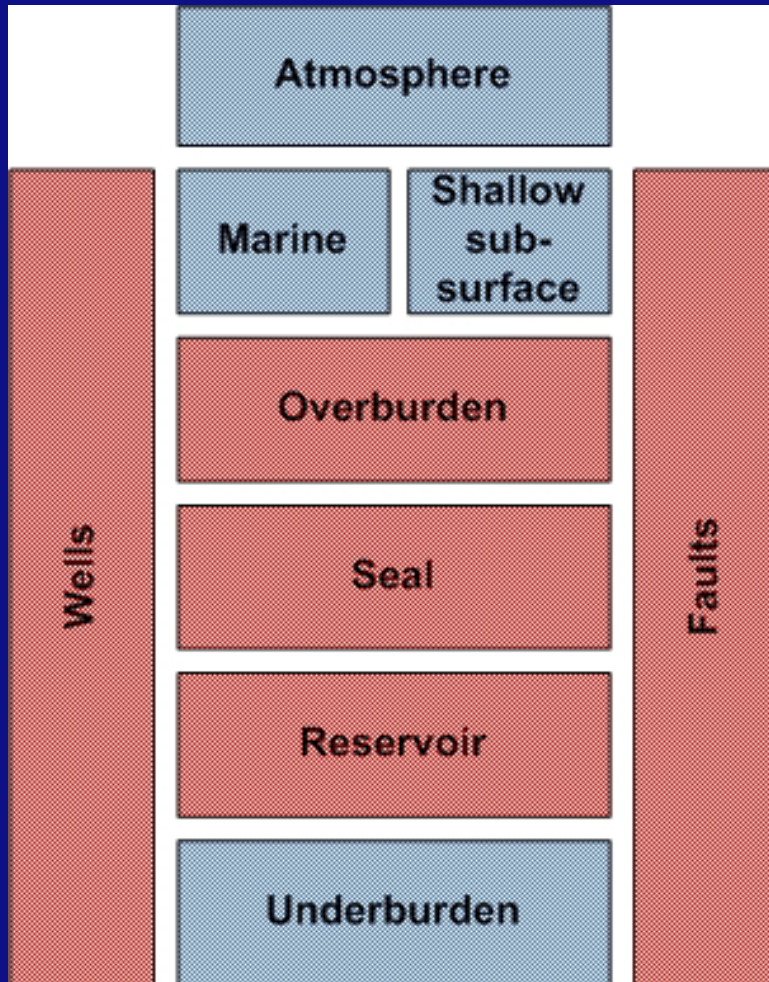 Atmosphere
Marine
Shallow
sub-
surface
Overburden
Seal
Reservoir
Underburden
Wells
Faults